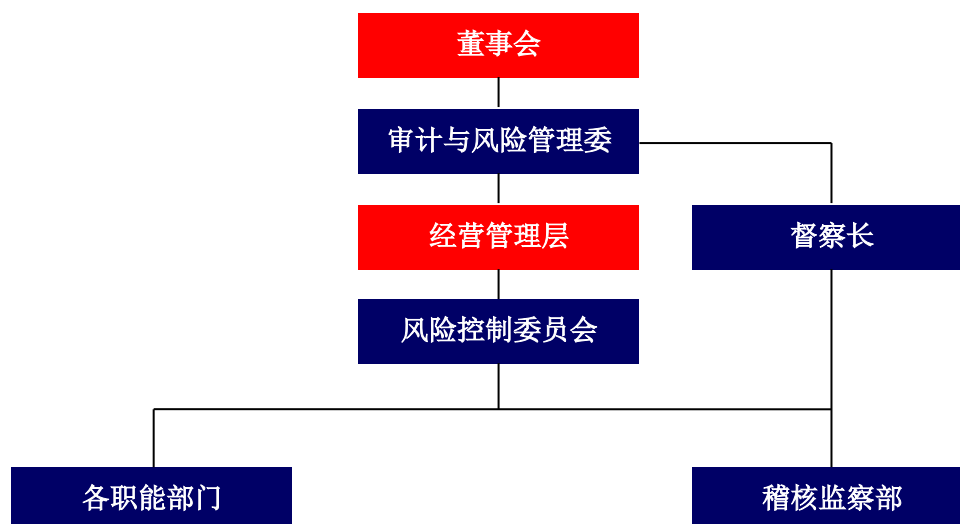 董事会
审计与风险管理委
经营管理层
督察长
风险控制委员会
各职能部门
稽核监察部